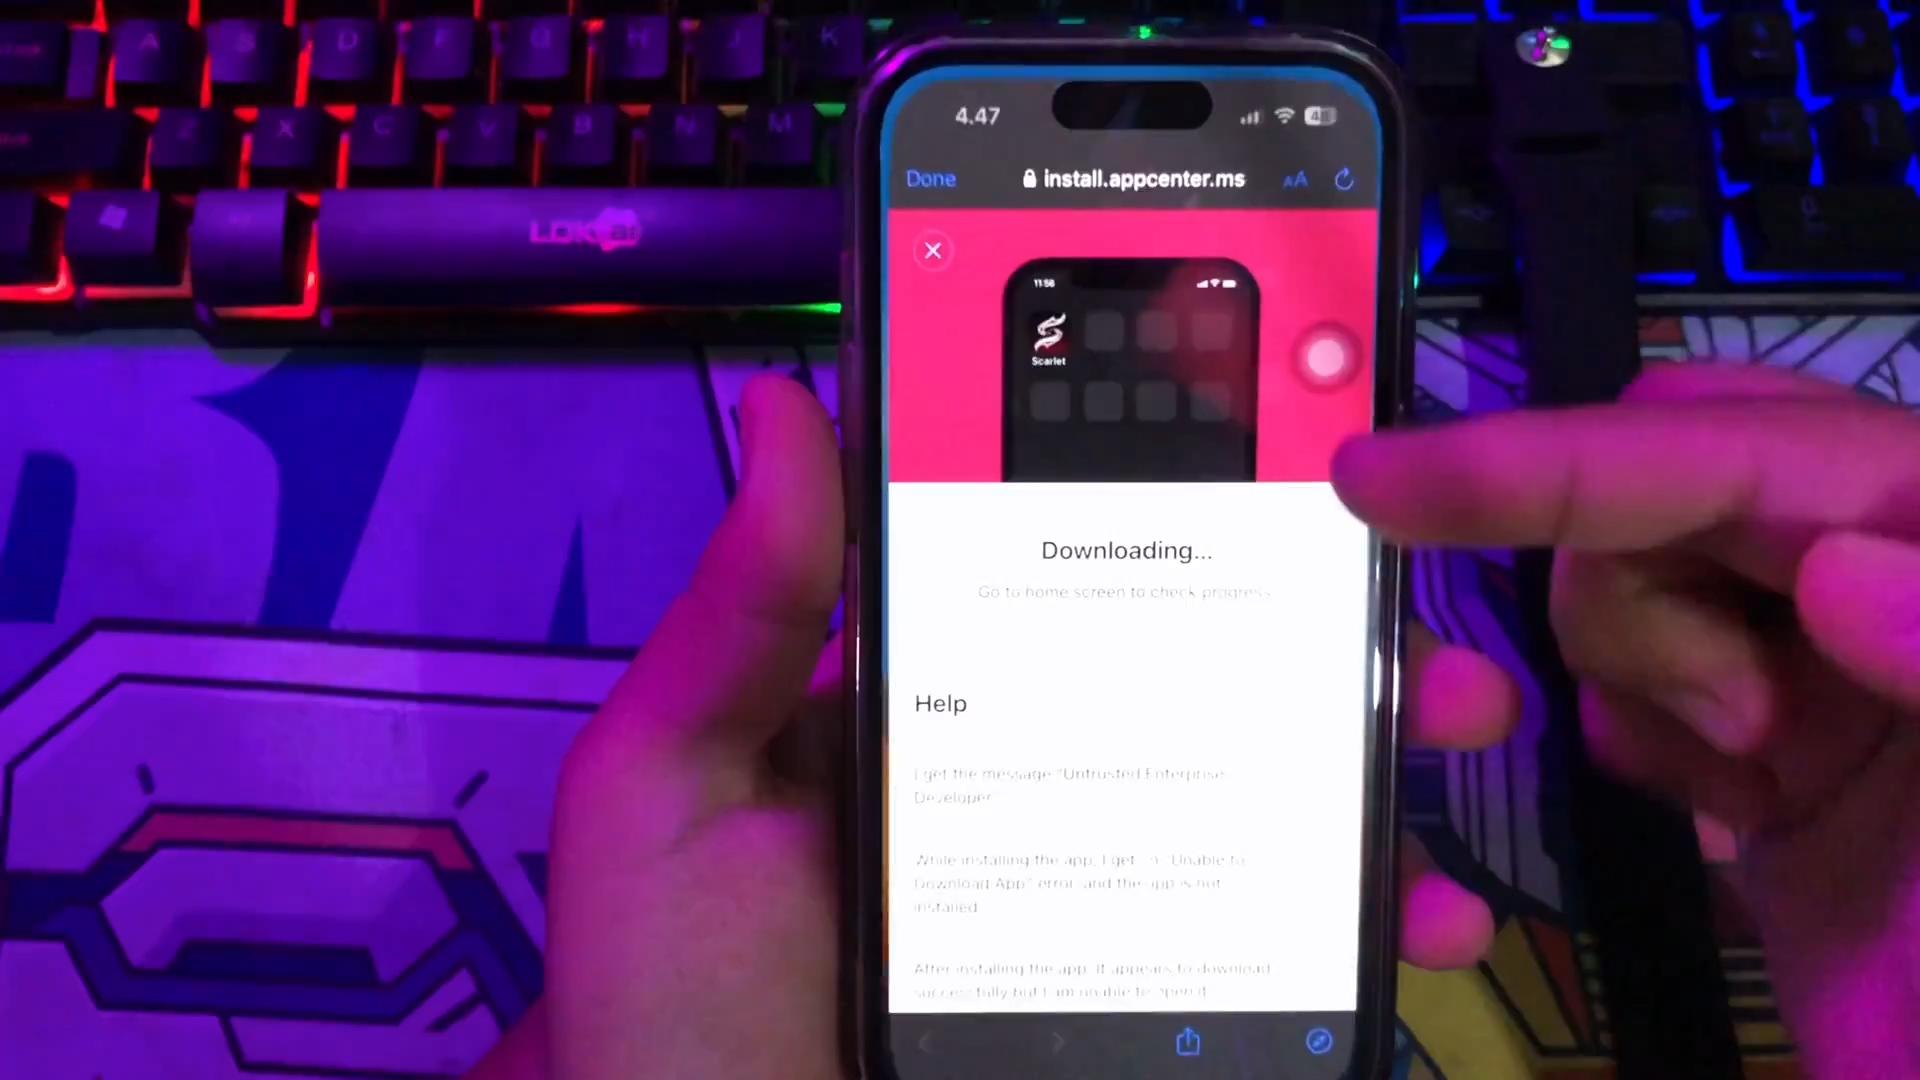 A S D F G H J K
Z X C V B N M
4.47
Done install.appcenter.ms AA
11:58
Scarlet
Downloading...
Go to home screen to check progress
Help
I get the message "Untrusted Enterprise
Developer"
While installing the app, I get "Unable to
Download App" error, and the app is not
installed
After installing the app, it appears to download
successfully but I am unable to open it